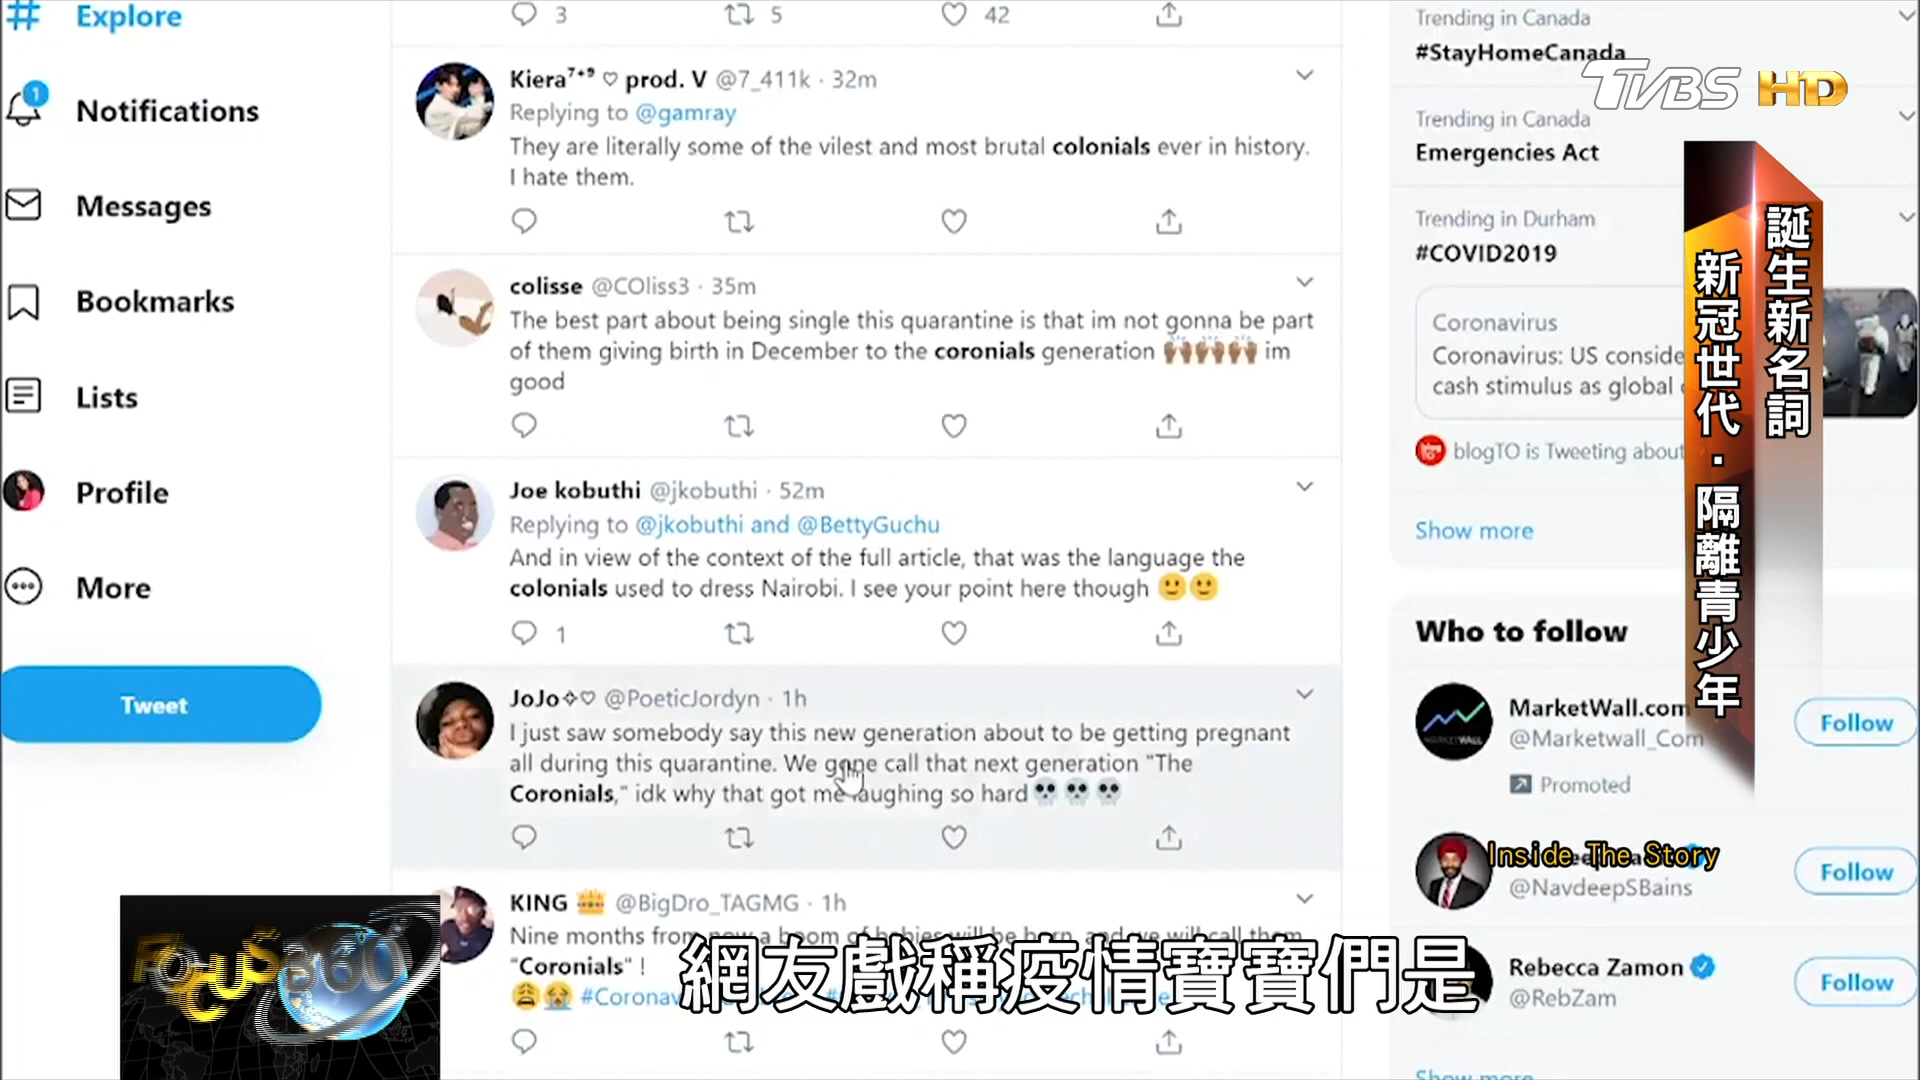 Explore
Notifications
1
Messages
Bookmarks
Lists
Profile
More
Tweet
3 5 42
Kiera⁷⁺⁹ ♡ prod. V @7_411k · 32m
Replying to @gamray
They are literally some of the vilest and most brutal colonials ever in history.
I hate them.
colisse @COliss3 · 35m
The best part about being single this quarantine is that im not gonna be part
of them giving birth in December to the coronials generation 🙌🏾🙌🏾🙌🏾 im
good
Joe kobuthi @jkobuthi · 52m
Replying to @jkobuthi and @BettyGuchu
And in view of the context of the full article, that was the language the
colonials used to dress Nairobi. I see your point here though 🙂🙂
1
JoJo✧♡ @PoeticJordyn · 1h
I just saw somebody say this new generation about to be getting pregnant
all during this quarantine. We gone call that next generation "The
Coronials," idk why that got me laughing so hard💀💀💀
KING 👑 @BigDro_TAGMG · 1h
Nine months from now a boom of babies will be born, and we will call them
"Coronials" !
😩😭 #Coronav
網友戲稱疫情寶寶們是
FOCUS360
Trending in Canada
#StayHomeCanada
TVBS HD
Trending in Canada
Emergencies Act
Trending in Durham
#COVID2019
Coronavirus
Coronavirus: US conside
cash stimulus as global
blogTO is Tweeting about
Show more
誕生新名詞
新冠世代·隔離青少年
Who to follow
MarketWall.com
@Marketwall_Com
Follow
Promoted
Inside The Story
@NavdeepSBains
Follow
Rebecca Zamon
@RebZam
Follow
Show more